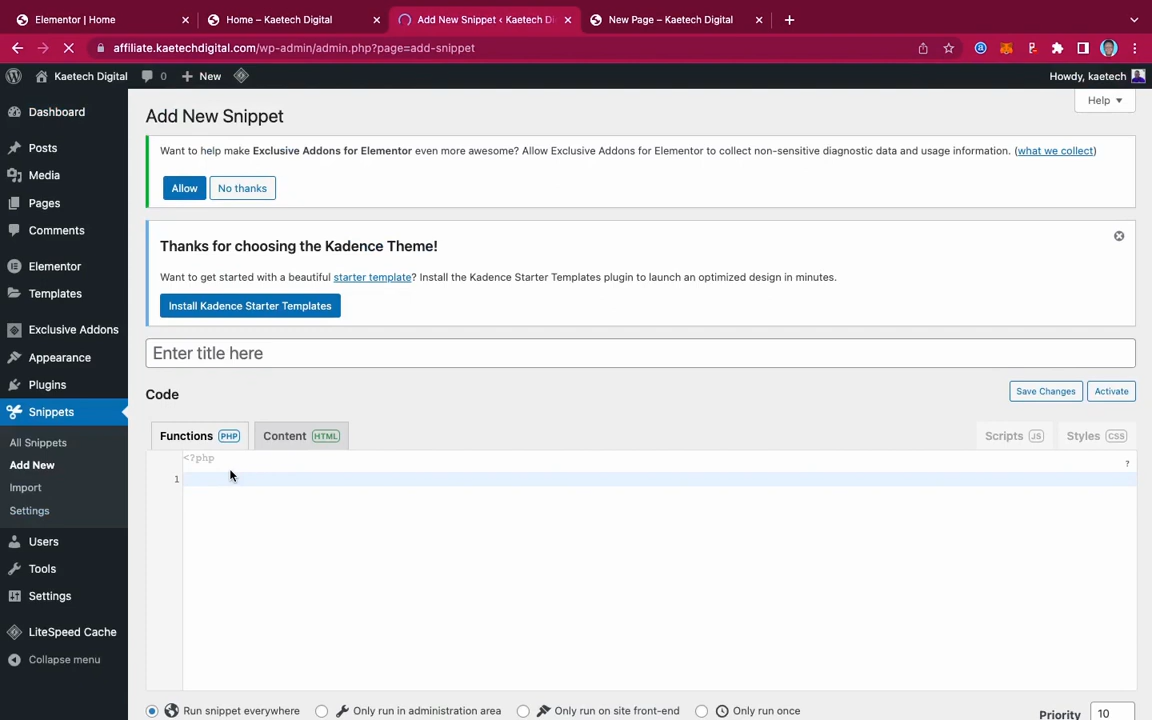 Elementor | Home
Home – Kaetech Digital
Add New Snippet ‹ Kaetech Di
New Page – Kaetech Digital
affiliate.kaetechdigital.com/wp-admin/admin.php?page=add-snippet
Kaetech Digital
0
New
Howdy, kaetech
Help
Dashboard
Posts
Media
Pages
Comments
Elementor
Templates
Exclusive Addons
Appearance
Plugins
Snippets
All Snippets
Add New
Import
Settings
Users
Tools
Settings
LiteSpeed Cache
Collapse menu
Add New Snippet
Want to help make Exclusive Addons for Elementor even more awesome? Allow Exclusive Addons for Elementor to collect non-sensitive diagnostic data and usage information. (what we collect)
Allow
No thanks
Thanks for choosing the Kadence Theme!
Want to get started with a beautiful starter template? Install the Kadence Starter Templates plugin to launch an optimized design in minutes.
Install Kadence Starter Templates
Enter title here
Code
Save Changes
Activate
Functions PHP
Content HTML
Scripts JS
Styles CSS
<?php
?
1
Run snippet everywhere
Only run in administration area
Only run on site front-end
Only run once
Priority
10